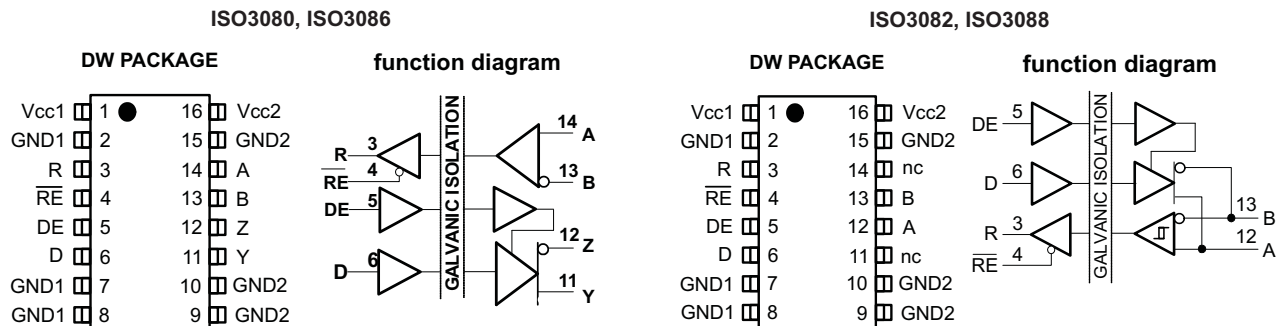 ISO3080, ISO3086
DW PACKAGE
Vcc1 1 16 Vcc2
GND1 2 15 GND2
R 3 14 A
RE 4 13 B
DE 5 12 Z
D 6 11 Y
GND1 7 10 GND2
GND1 8 9 GND2
function diagram
GALVANIC ISOLATION
R 3
RE 4
DE 5
D 6
14 A
13 B
12 Z
11 Y
ISO3082, ISO3088
DW PACKAGE
Vcc1 1 16 Vcc2
GND1 2 15 GND2
R 3 14 nc
RE 4 13 B
DE 5 12 A
D 6 11 nc
GND1 7 10 GND2
GND1 8 9 GND2
function diagram
GALVANIC ISOLATION
DE 5
D 6
R 3
RE 4
13 B
12 A